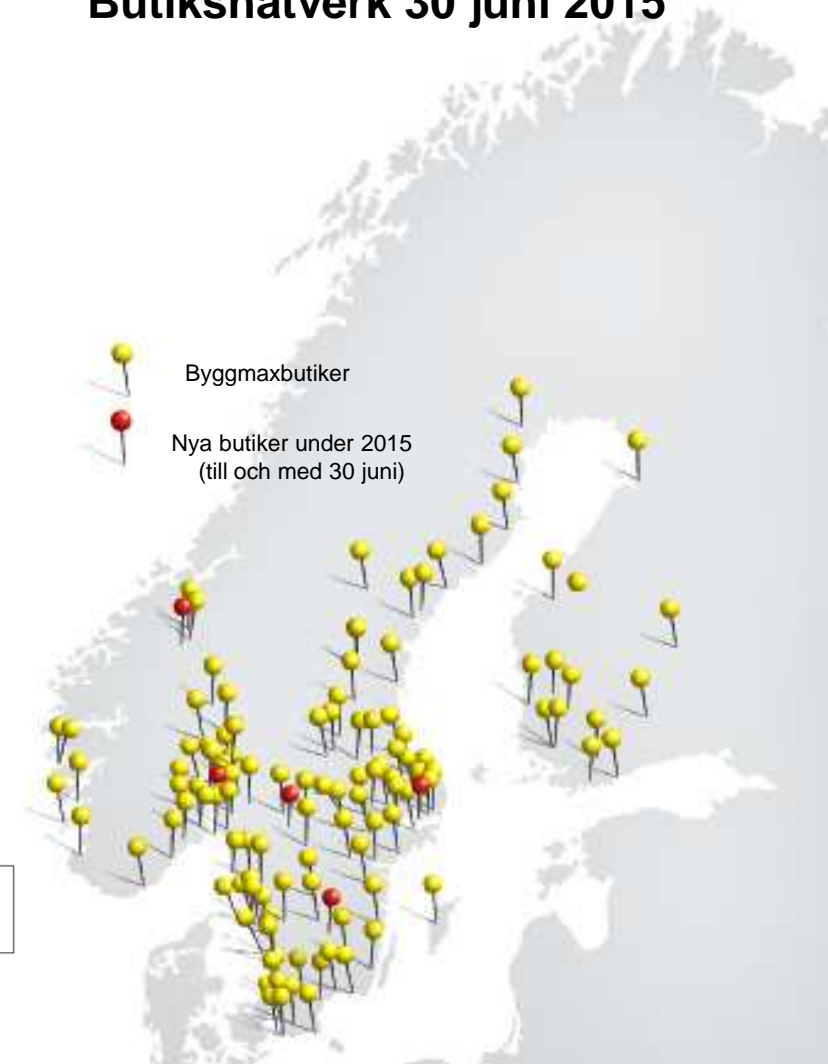 Butiksnätverk 30 juni 2015
Byggmaxbutiker
Nya butiker under 2015
(till och med 30 juni)